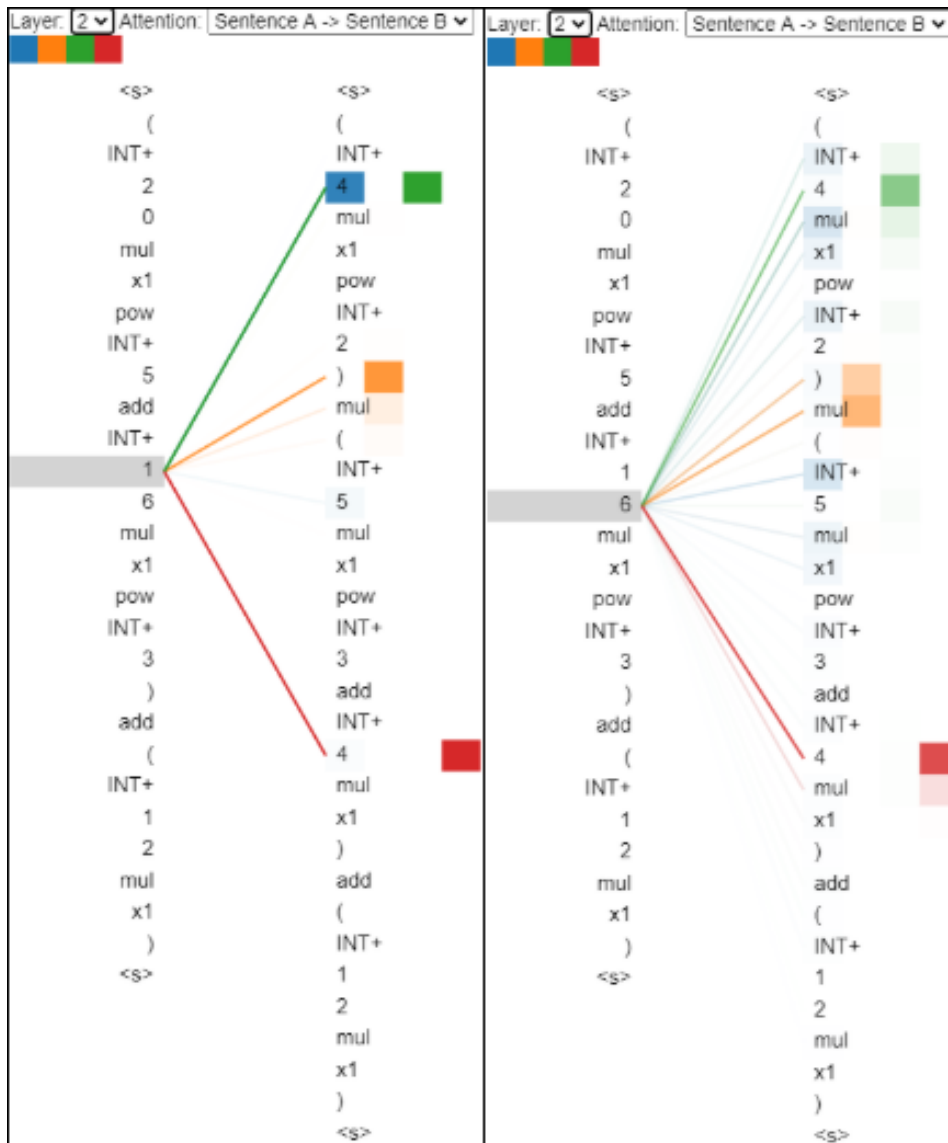 Layer: 2 Attention: Sentence A -> Sentence B
<s> <s>
( (
INT+ INT+
2 4
0 mul
mul x1
x1 pow
pow INT+
INT+ 2
5 )
add mul
INT+ (
1 INT+
6 5
mul mul
x1 x1
pow pow
INT+ INT+
3 3
) add
add INT+
( 4
INT+ mul
1 x1
2 )
mul add
x1 (
) INT+
<s> 1
2
mul
x1
)
<s>
Layer: 2 Attention: Sentence A -> Sentence B
<s> <s>
( (
INT+ INT+
2 4
0 mul
mul x1
x1 pow
pow INT+
INT+ 2
5 )
add mul
INT+ (
1 INT+
6 5
mul mul
x1 x1
pow pow
INT+ INT+
3 3
) add
add INT+
( 4
INT+ mul
1 x1
2 )
mul add
x1 (
) INT+
<s> 1
2
mul
x1
)
<s>